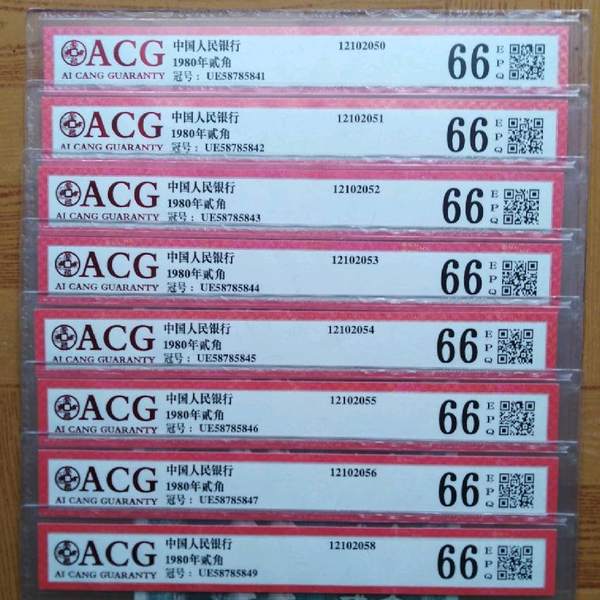 ACG 中国人民银行 12102050 66 E P Q
1980年贰角
AI CANG GUARANTY 冠号：UE58785841
ACG 中国人民银行 12102051 66 E P Q
1980年贰角
AI CANG GUARANTY 冠号：UE58785842
ACG 中国人民银行 12102052 66 E P Q
1980年贰角
AI CANG GUARANTY 冠号：UE58785843
ACG 中国人民银行 12102053 66 E P Q
1980年贰角
AI CANG GUARANTY 冠号：UE58785844
ACG 中国人民银行 12102054 66 E P Q
1980年贰角
AI CANG GUARANTY 冠号：UE58785845
ACG 中国人民银行 12102055 66 E P Q
1980年贰角
AI CANG GUARANTY 冠号：UE58785846
ACG 中国人民银行 12102056 66 E P Q
1980年贰角
AI CANG GUARANTY 冠号：UE58785847
ACG 中国人民银行 12102058 66 E P Q
1980年贰角
AI CANG GUARANTY 冠号：UE58785849